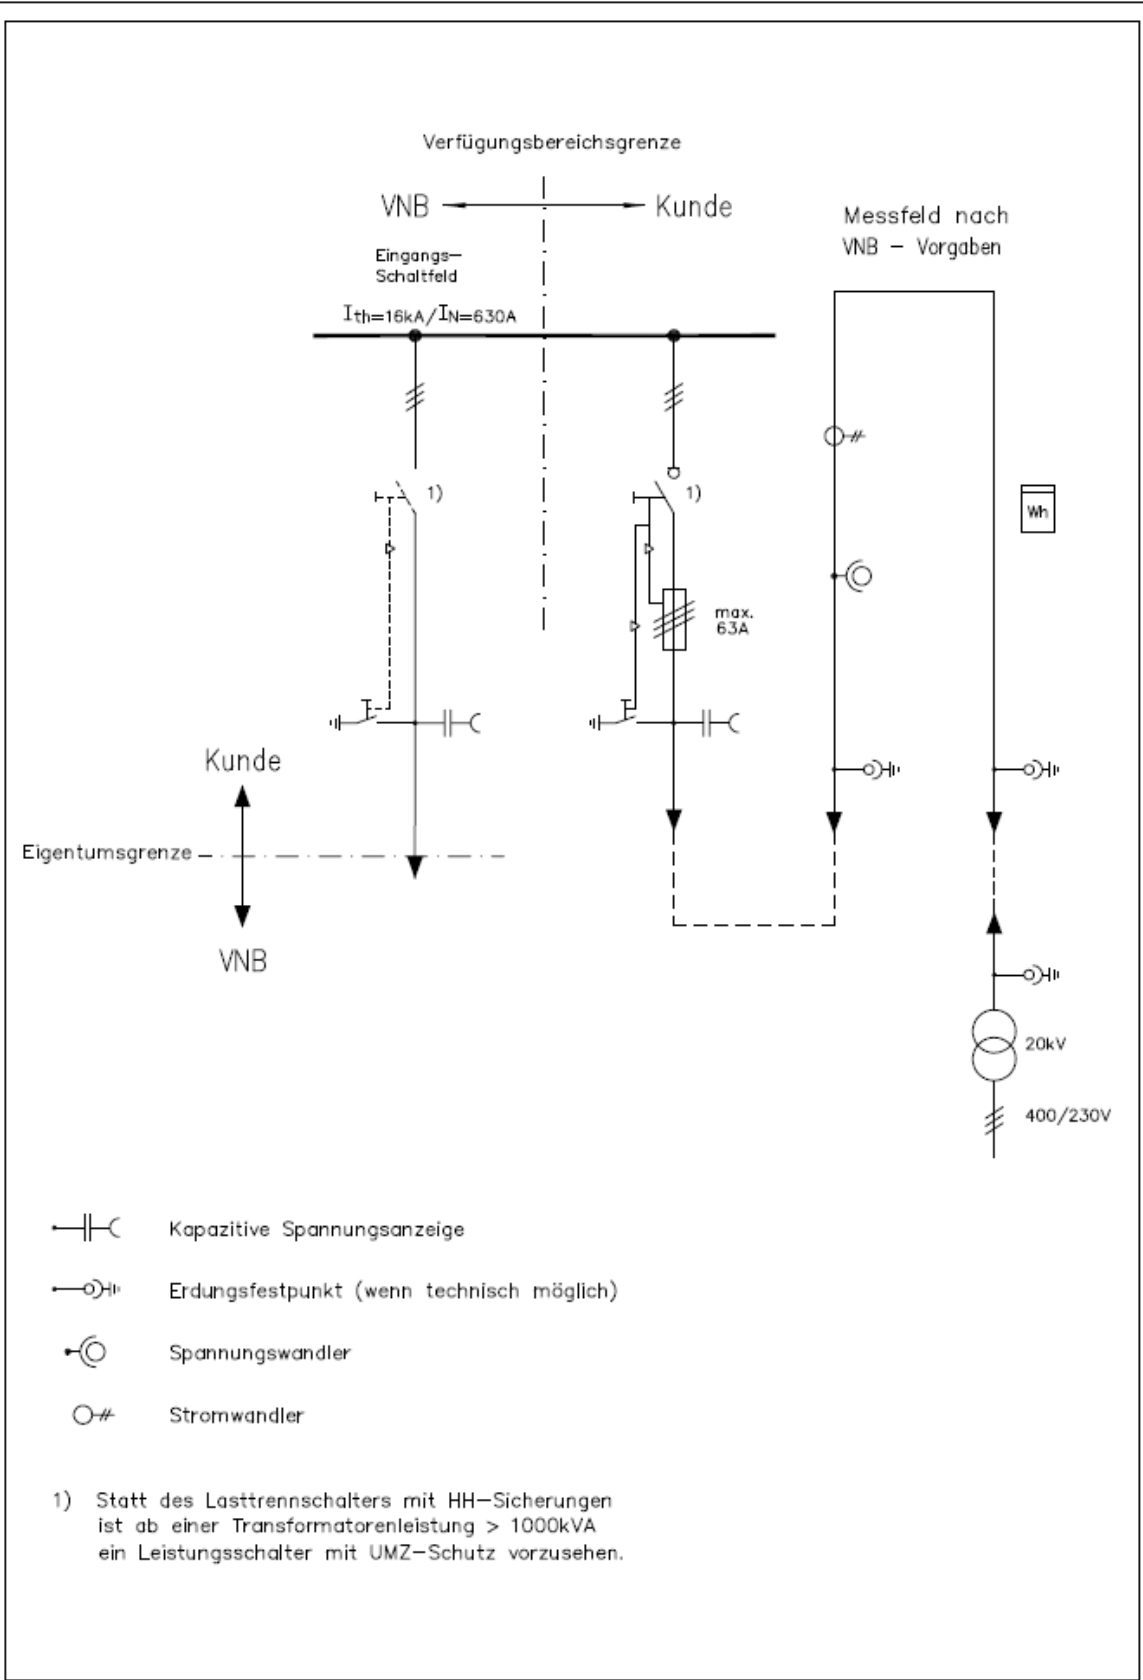 Verfügungsbereichsgrenze
VNB
Kunde
Messfeld nach
VNB – Vorgaben
Eingangs–
Schaltfeld
Ith=16kA/IN=630A
1)
1)
Wh
max.
63A
Kunde
Eigentumsgrenze
VNB
20kV
400/230V
Kapazitive Spannungsanzeige
Erdungsfestpunkt (wenn technisch möglich)
Spannungswandler
Stromwandler
1) Statt des Lasttrennschalters mit HH–Sicherungen
ist ab einer Transformatorenleistung > 1000kVA
ein Leistungsschalter mit UMZ–Schutz vorzusehen.